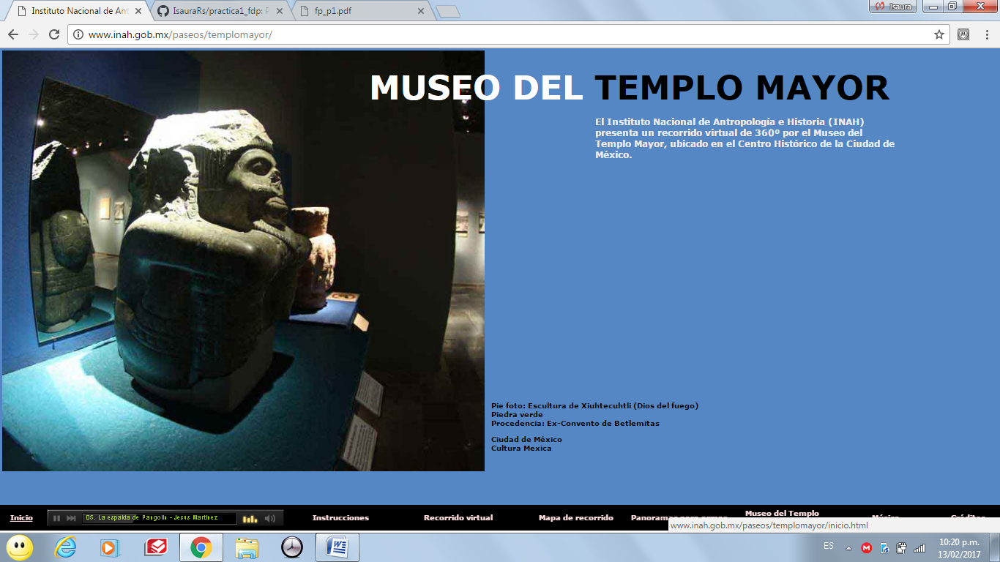 Instituto Nacional de Ant
IsauraRs/practica1_fdp: P
fp_p1.pdf
Isaura
www.inah.gob.mx/paseos/templomayor/
MUSEO DEL TEMPLO MAYOR
El Instituto Nacional de Antropología e Historia (INAH)
presenta un recorrido virtual de 360º por el Museo del
Templo Mayor, ubicado en el Centro Histórico de la Ciudad de
México.
Pie foto: Escultura de Xiuhtecuhtli (Dios del fuego)
Piedra verde
Procedencia: Ex-Convento de Betlemitas
Ciudad de México
Cultura Mexica
Inicio
05. La espalda de Pangolin - Jesus Martinez
Instrucciones
Recorrido virtual
Mapa de recorrido
Panoramas para
Museo del Templo
www.inah.gob.mx/paseos/templomayor/inicio.html
ES
10:20 p.m.
13/02/2017